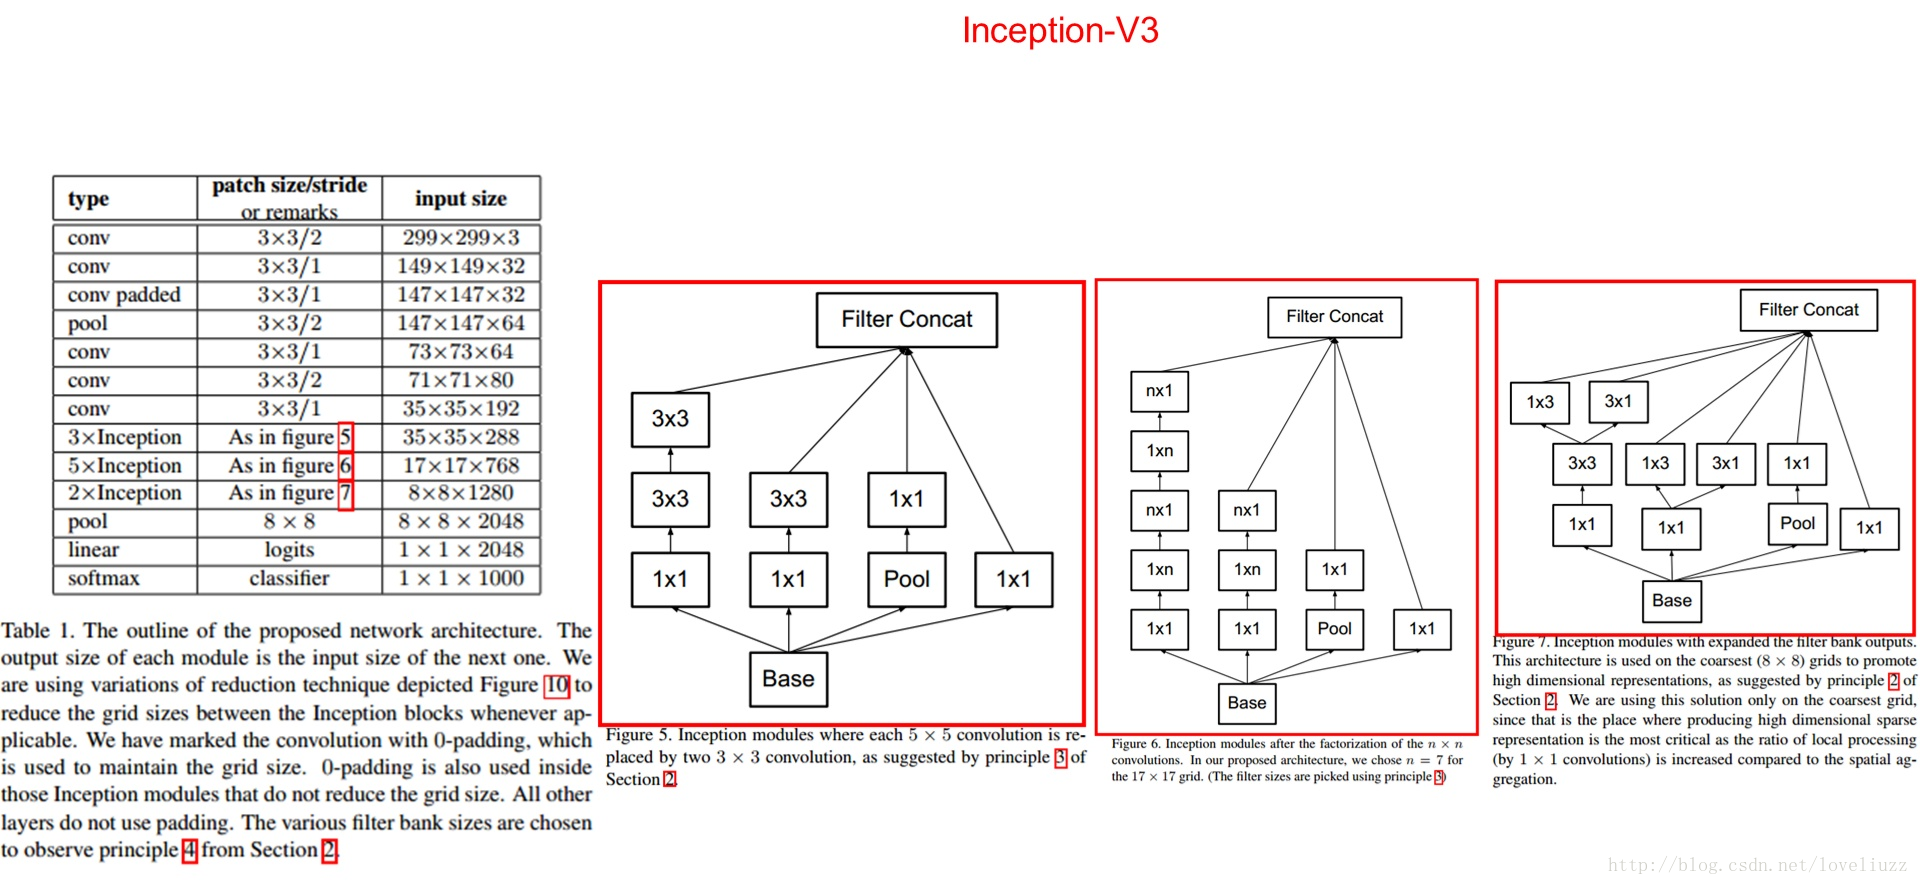 Inception-V3
type patch size/stride or remarks input size
conv 3×3/2 299×299×3
conv 3×3/1 149×149×32
conv padded 3×3/1 147×147×32
pool 3×3/2 147×147×64
conv 3×3/1 73×73×64
conv 3×3/2 71×71×80
conv 3×3/1 35×35×192
3×Inception As in figure 5 35×35×288
5×Inception As in figure 6 17×17×768
2×Inception As in figure 7 8×8×1280
pool 8 × 8 8 × 8 × 2048
linear logits 1 × 1 × 2048
softmax classifier 1 × 1 × 1000
Table 1. The outline of the proposed network architecture. The
output size of each module is the input size of the next one. We
are using variations of reduction technique depicted Figure 10 to
reduce the grid sizes between the Inception blocks whenever ap-
plicable. We have marked the convolution with 0-padding, which
is used to maintain the grid size. 0-padding is also used inside
those Inception modules that do not reduce the grid size. All other
layers do not use padding. The various filter bank sizes are chosen
to observe principle 4 from Section 2.
Filter Concat
3x3
3x3 3x3 1x1
1x1 1x1 Pool 1x1
Base
Figure 5. Inception modules where each 5 × 5 convolution is re-
placed by two 3 × 3 convolution, as suggested by principle 3 of
Section 2.
Filter Concat
nx1
1xn
nx1 nx1
1xn 1xn 1x1
1x1 1x1 Pool 1x1
Base
Figure 6. Inception modules after the factorization of the n × n
convolutions. In our proposed architecture, we chose n = 7 for
the 17 × 17 grid. (The filter sizes are picked using principle 3)
Filter Concat
1x3 3x1
3x3 1x3 3x1 1x1
1x1 1x1 Pool 1x1
Base
Figure 7. Inception modules with expanded the filter bank outputs.
This architecture is used on the coarsest (8 × 8) grids to promote
high dimensional representations, as suggested by principle 2 of
Section 2. We are using this solution only on the coarsest grid,
since that is the place where producing high dimensional sparse
representation is the most critical as the ratio of local processing
(by 1 × 1 convolutions) is increased compared to the spatial ag-
gregation.
http://blog.csdn.net/loveliuzz